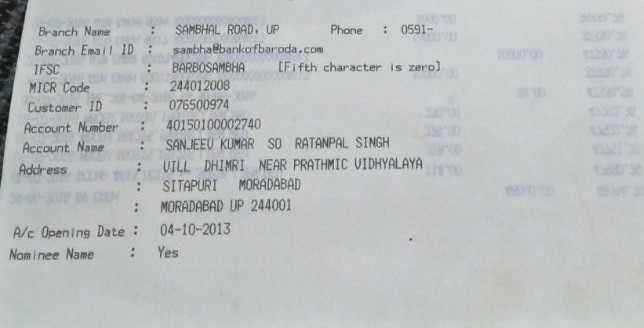 Branch Name : SAMBHAL ROAD, UP Phone : 0591-
Branch Email ID : sambha@bankofbaroda.com
IFSC : BARB0SAMBHA [Fifth character is zero]
MICR Code : 244012008
Customer ID : 076500974
Account Number : 40150100002740
Account Name : SANJEEV KUMAR SO RATANPAL SINGH
Address : VILL DHIMRI NEAR PRATHMIC VIDHYALAYA
: SITAPURI MORADABAD
: MORADABAD UP 244001
A/c Opening Date : 04-10-2013
Nominee Name : Yes